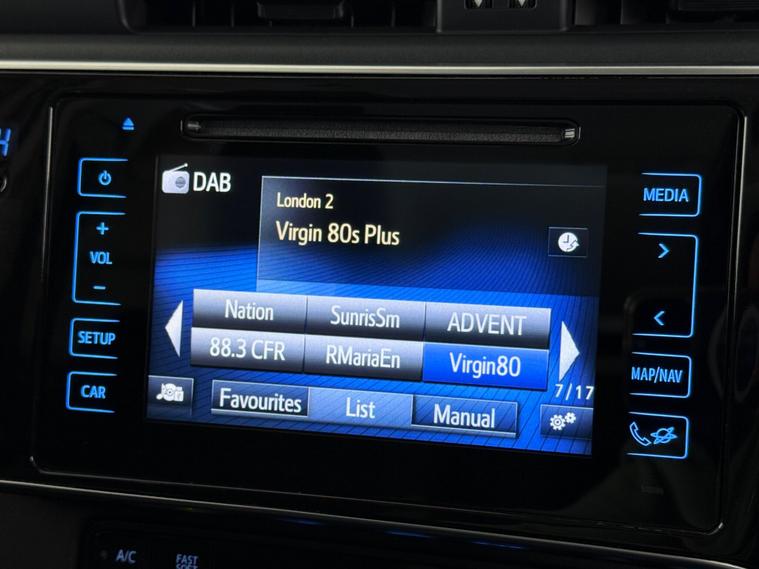 DAB
London 2
Virgin 80s Plus
Nation SunrisSm ADVENT
88.3 CFR RMariaEn Virgin80
7/17
Favourites List Manual
VOL
SETUP
CAR
MEDIA
MAP/NAV
A/C
FAST